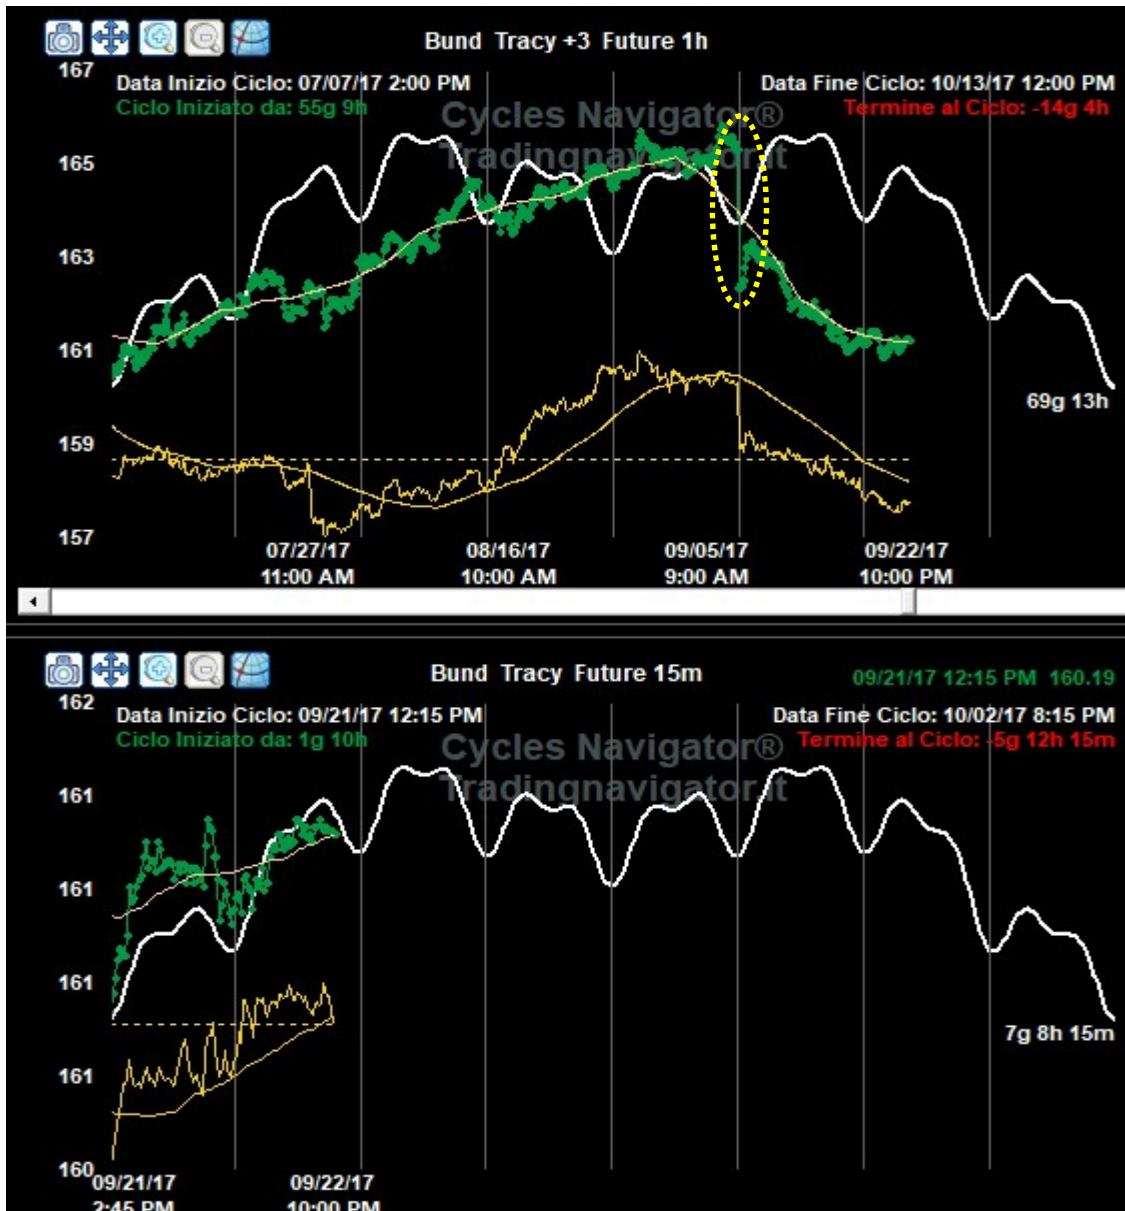 Bund Tracy +3 Future 1h
167
Data Inizio Ciclo: 07/07/17 2:00 PM
Data Fine Ciclo: 10/13/17 12:00 PM
Ciclo Iniziato da: 55g 9h
Termine al Ciclo: -14g 4h
Cycles Navigator®
Tradingnavigator.it
165
163
161
69g 13h
159
157
07/27/17
11:00 AM
08/16/17
10:00 AM
09/05/17
9:00 AM
09/22/17
10:00 PM
Bund Tracy Future 15m
09/21/17 12:15 PM 160.19
162
Data Inizio Ciclo: 09/21/17 12:15 PM
Data Fine Ciclo: 10/02/17 8:15 PM
Ciclo Iniziato da: 1g 10h
Termine al Ciclo: -5g 12h 15m
Cycles Navigator®
Tradingnavigator.it
161
161
161
7g 8h 15m
161
160
09/21/17
2:45 PM
09/22/17
10:00 PM